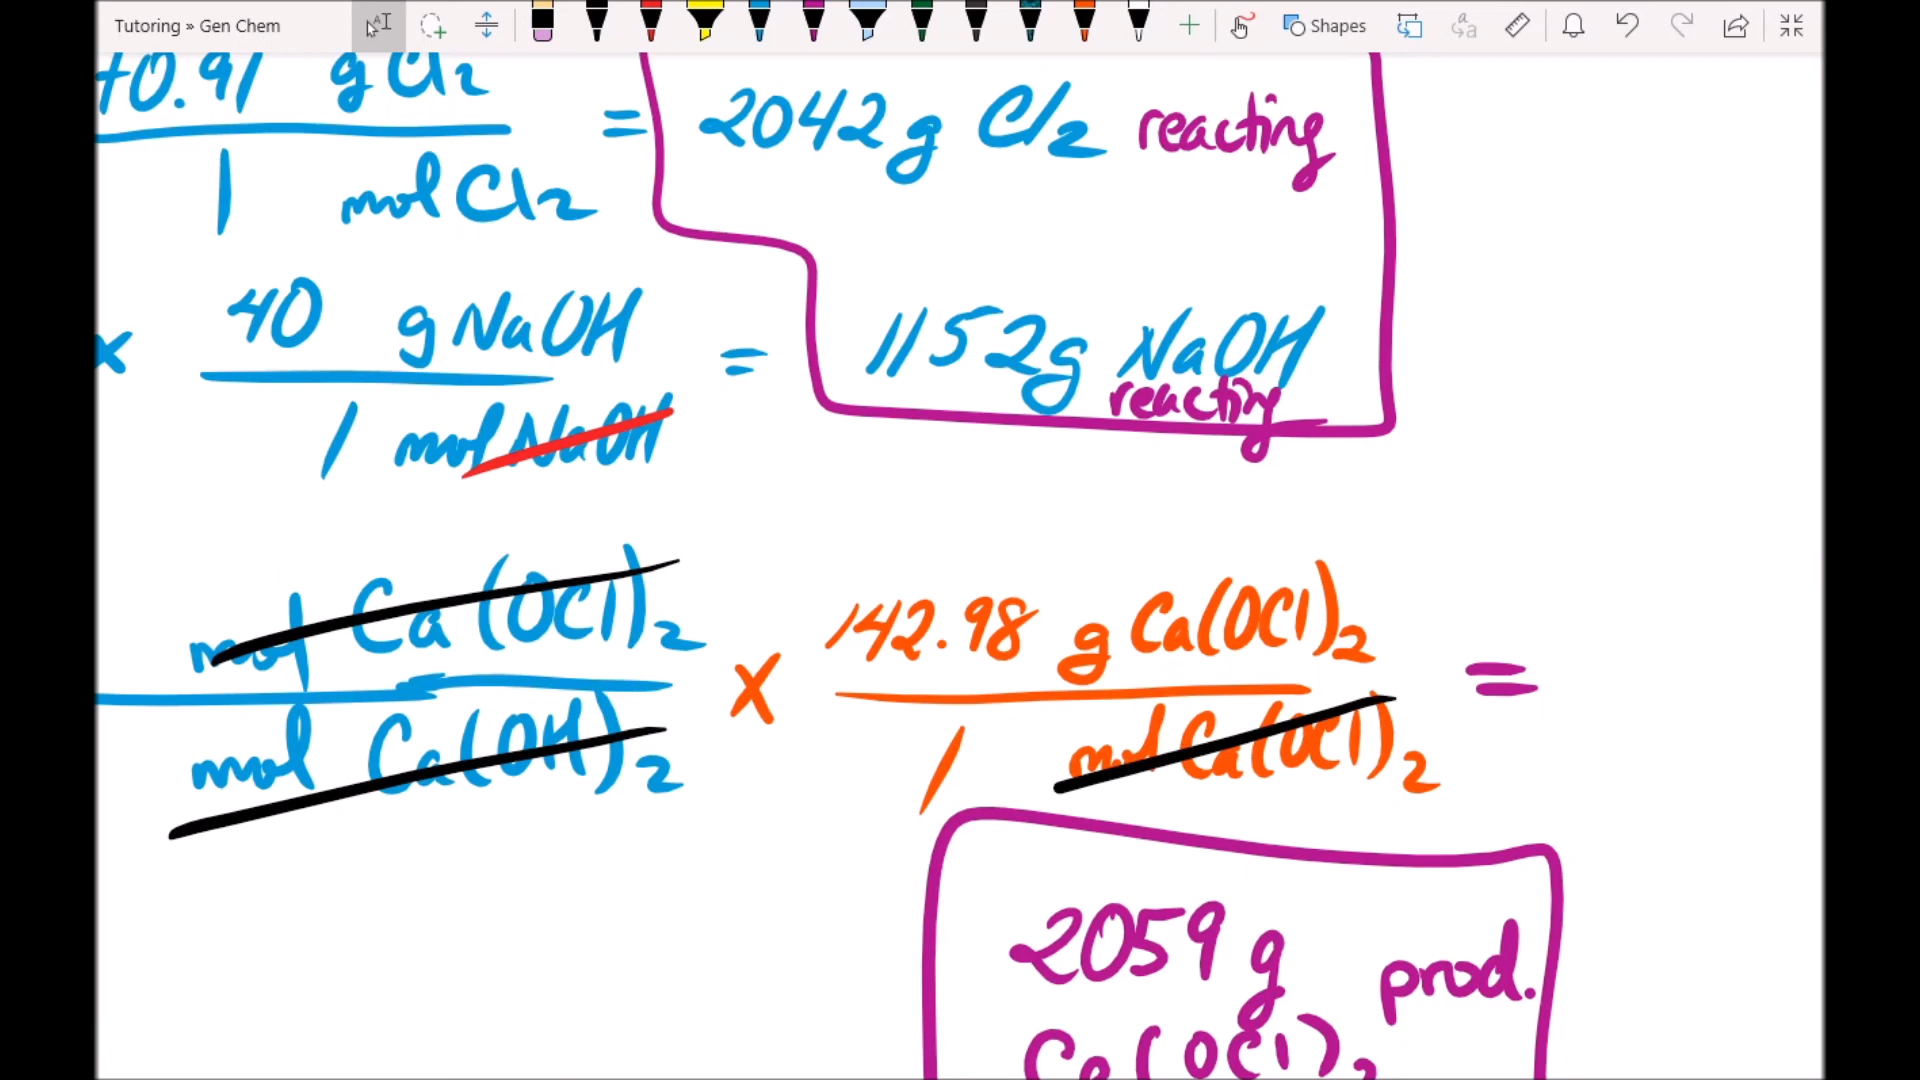 Tutoring » Gen Chem
Shapes
70.91 g Cl2 = 2042 g Cl2 reacting
1 mol Cl2
x 40 g NaOH = 1152 g NaOH
reacting
1 mol NaOH
mol Ca(OCl)2 x 142.98 g Ca(OCl)2 =
mol Ca(OH)2 1 mol Ca(OCl)2
2059 g prod.
Ca(OCl)2